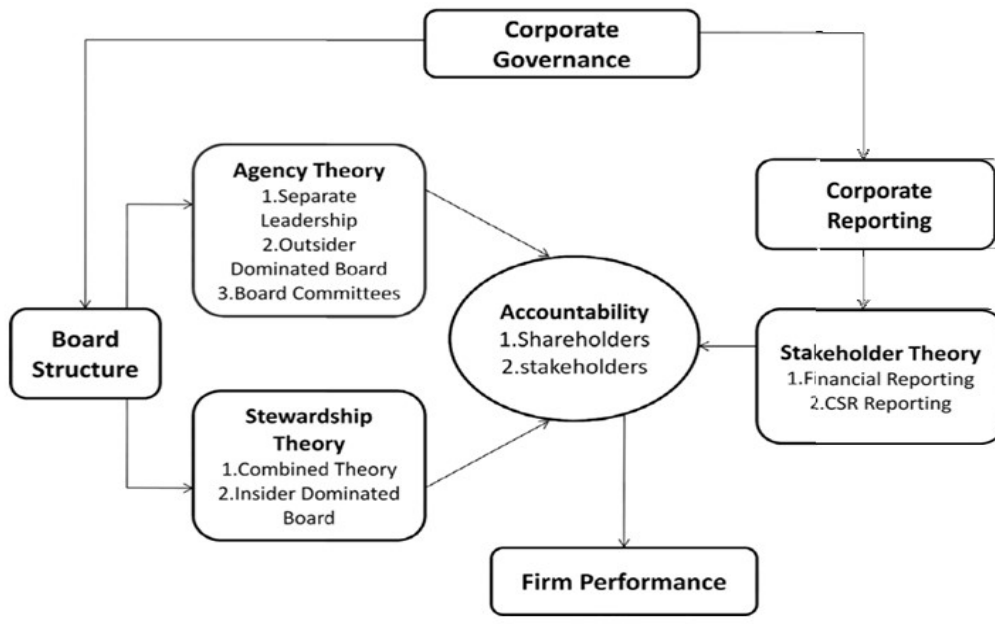 Corporate
Governance
Agency Theory
1.Separate
Leadership
2.Outsider
Dominated Board
3.Board Committees
Corporate
Reporting
Board
Structure
Accountability
1.Shareholders
2.stakeholders
Stakeholder Theory
1.Financial Reporting
2.CSR Reporting
Stewardship
Theory
1.Combined Theory
2.Insider Dominated
Board
Firm Performance